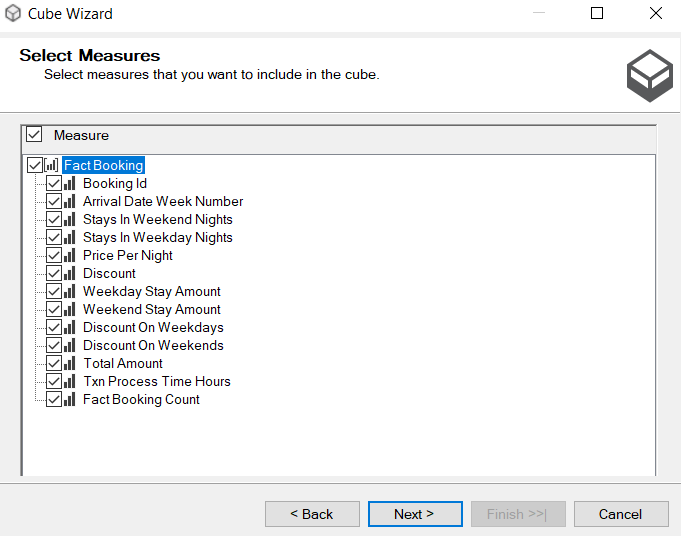 Cube Wizard
Select Measures
Select measures that you want to include in the cube.
Measure
Fact Booking
Booking Id
Arrival Date Week Number
Stays In Weekend Nights
Stays In Weekday Nights
Price Per Night
Discount
Weekday Stay Amount
Weekend Stay Amount
Discount On Weekdays
Discount On Weekends
Total Amount
Txn Process Time Hours
Fact Booking Count
< Back Next > Finish >>| Cancel